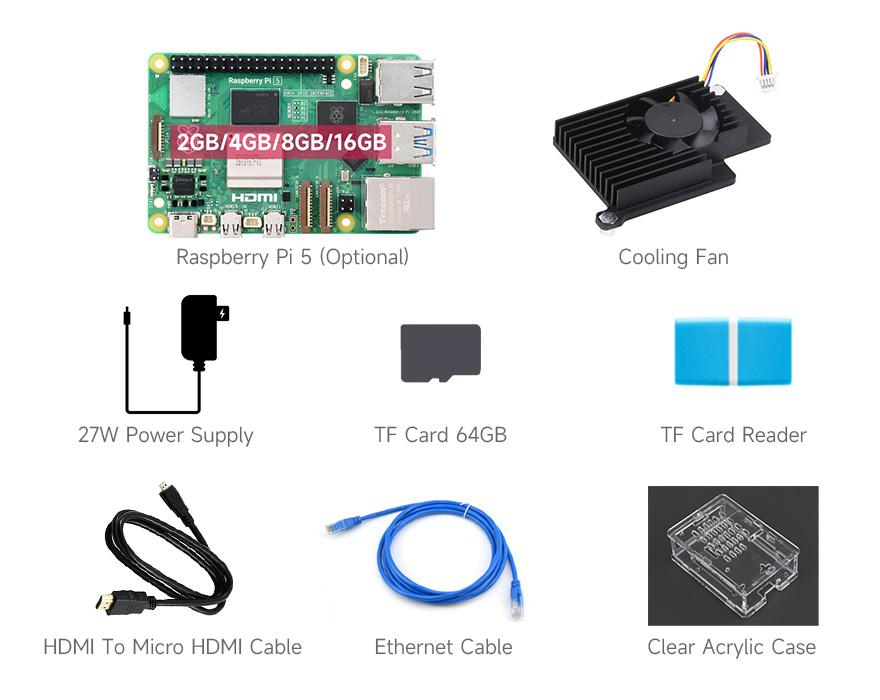 Raspberry Pi 5
2GB/4GB/8GB/16GB
HDMI
Trxcom
Raspberry Pi 5 (Optional)
Cooling Fan
27W Power Supply
TF Card 64GB
TF Card Reader
HDMI To Micro HDMI Cable
Ethernet Cable
Clear Acrylic Case